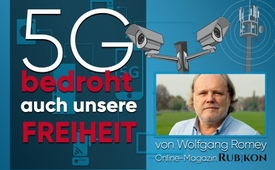 5G
bedroht
auch unsere
FREIHEIT
von Wolfgang Romey
Online-Magazin RUBIKON